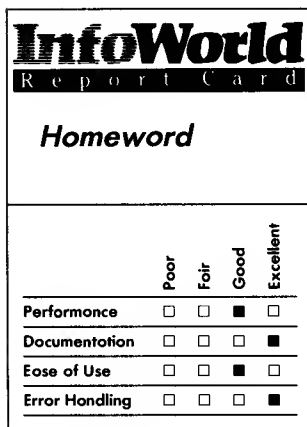 InfoWorld
Report Card
Homeword
Poor Foir Good Excellent
Performonce □ □ ■ □
Documentotion □ □ □ ■
Eose of Use □ □ ■ □
Error Hondling □ □ □ ■